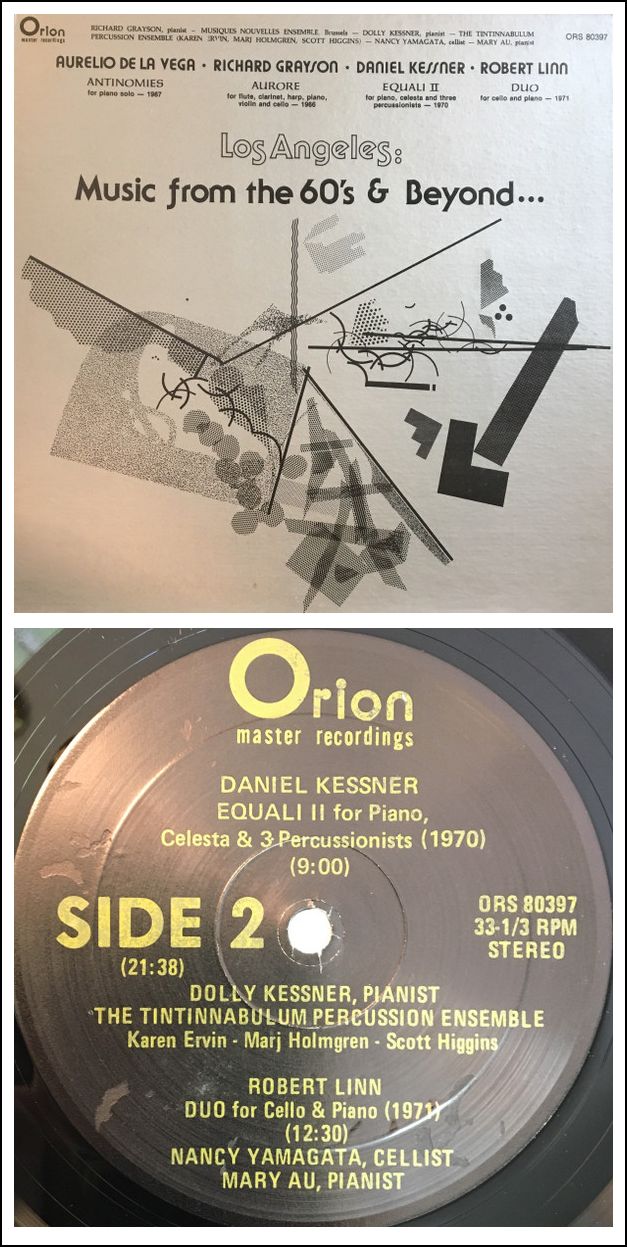 Orion
master recordings
RICHARD GRAYSON, pianist – MUSIQUES NOUVELLES ENSEMBLE, Brussels – DOLLY KESSNER, pianist – THE TINTINNABULUM
PERCUSSION ENSEMBLE (KAREN ERVIN, MARJ HOLMGREN, SCOTT HIGGINS) – NANCY YAMAGATA, cellist – MARY AU, pianist
ORS 80397
AURELIO DE LA VEGA • RICHARD GRAYSON • DANIEL KESSNER • ROBERT LINN
ANTINOMIES
for piano solo — 1967
AURORE
for flute, clarinet, harp, piano,
violin and cello — 1966
EQUALI II
for piano, celesta and three
percussionists — 1970
DUO
for cello and piano — 1971
Los Angeles:
Music from the 60's & Beyond...
Orion
master recordings
DANIEL KESSNER
EQUALI II for Piano,
Celesta & 3 Percussionists (1970)
(9:00)
SIDE 2
(21:38)
ORS 80397
33-1/3 RPM
STEREO
DOLLY KESSNER, PIANIST
THE TINTINNABULUM PERCUSSION ENSEMBLE
Karen Ervin - Marj Holmgren - Scott Higgins
ROBERT LINN
DUO for Cello & Piano (1971)
(12:30)
NANCY YAMAGATA, CELLIST
MARY AU, PIANIST